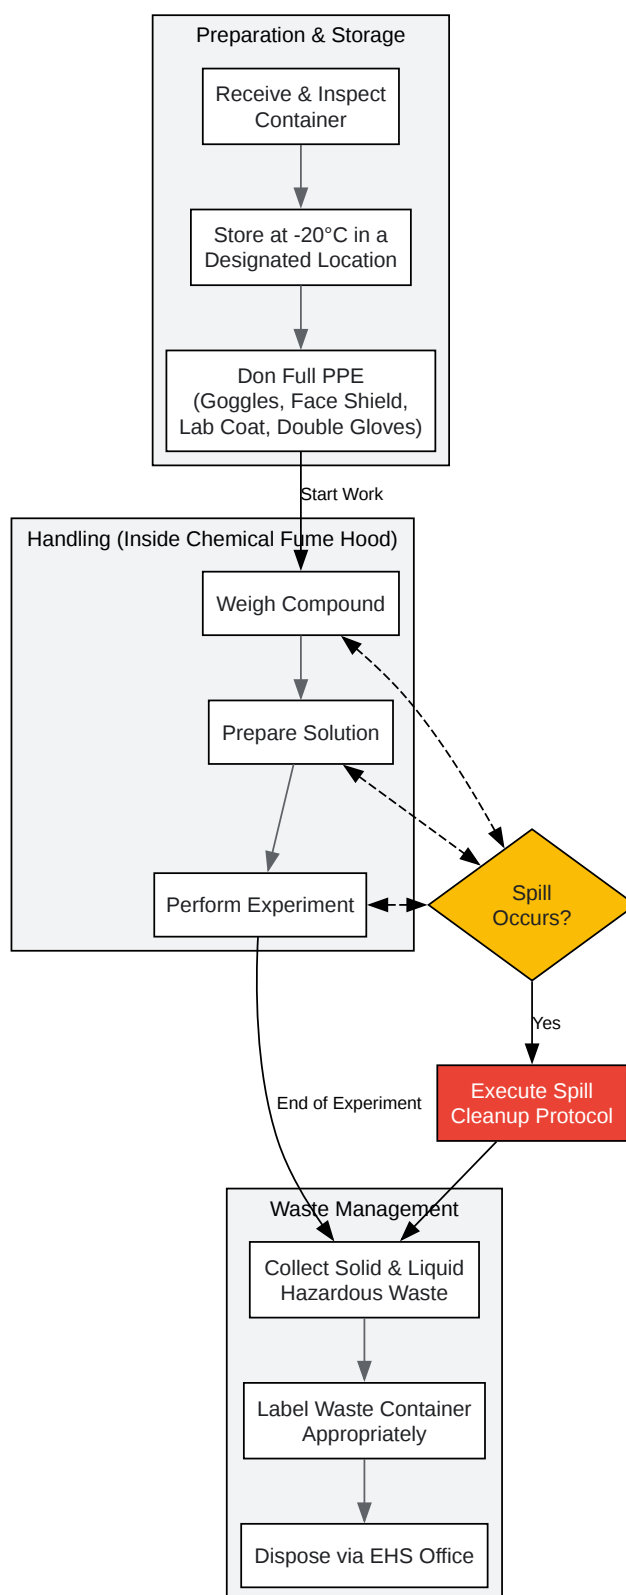 Preparation & Storage
Receive & Inspect
Container
Store at -20°C in a
Designated Location
Don Full PPE
(Goggles, Face Shield,
Lab Coat, Double Gloves)
Start Work
Handling (Inside Chemical Fume Hood)
Weigh Compound
Prepare Solution
Perform Experiment
Spill
Occurs?
Yes
Execute Spill
Cleanup Protocol
End of Experiment
Waste Management
Collect Solid & Liquid
Hazardous Waste
Label Waste Container
Appropriately
Dispose via EHS Office